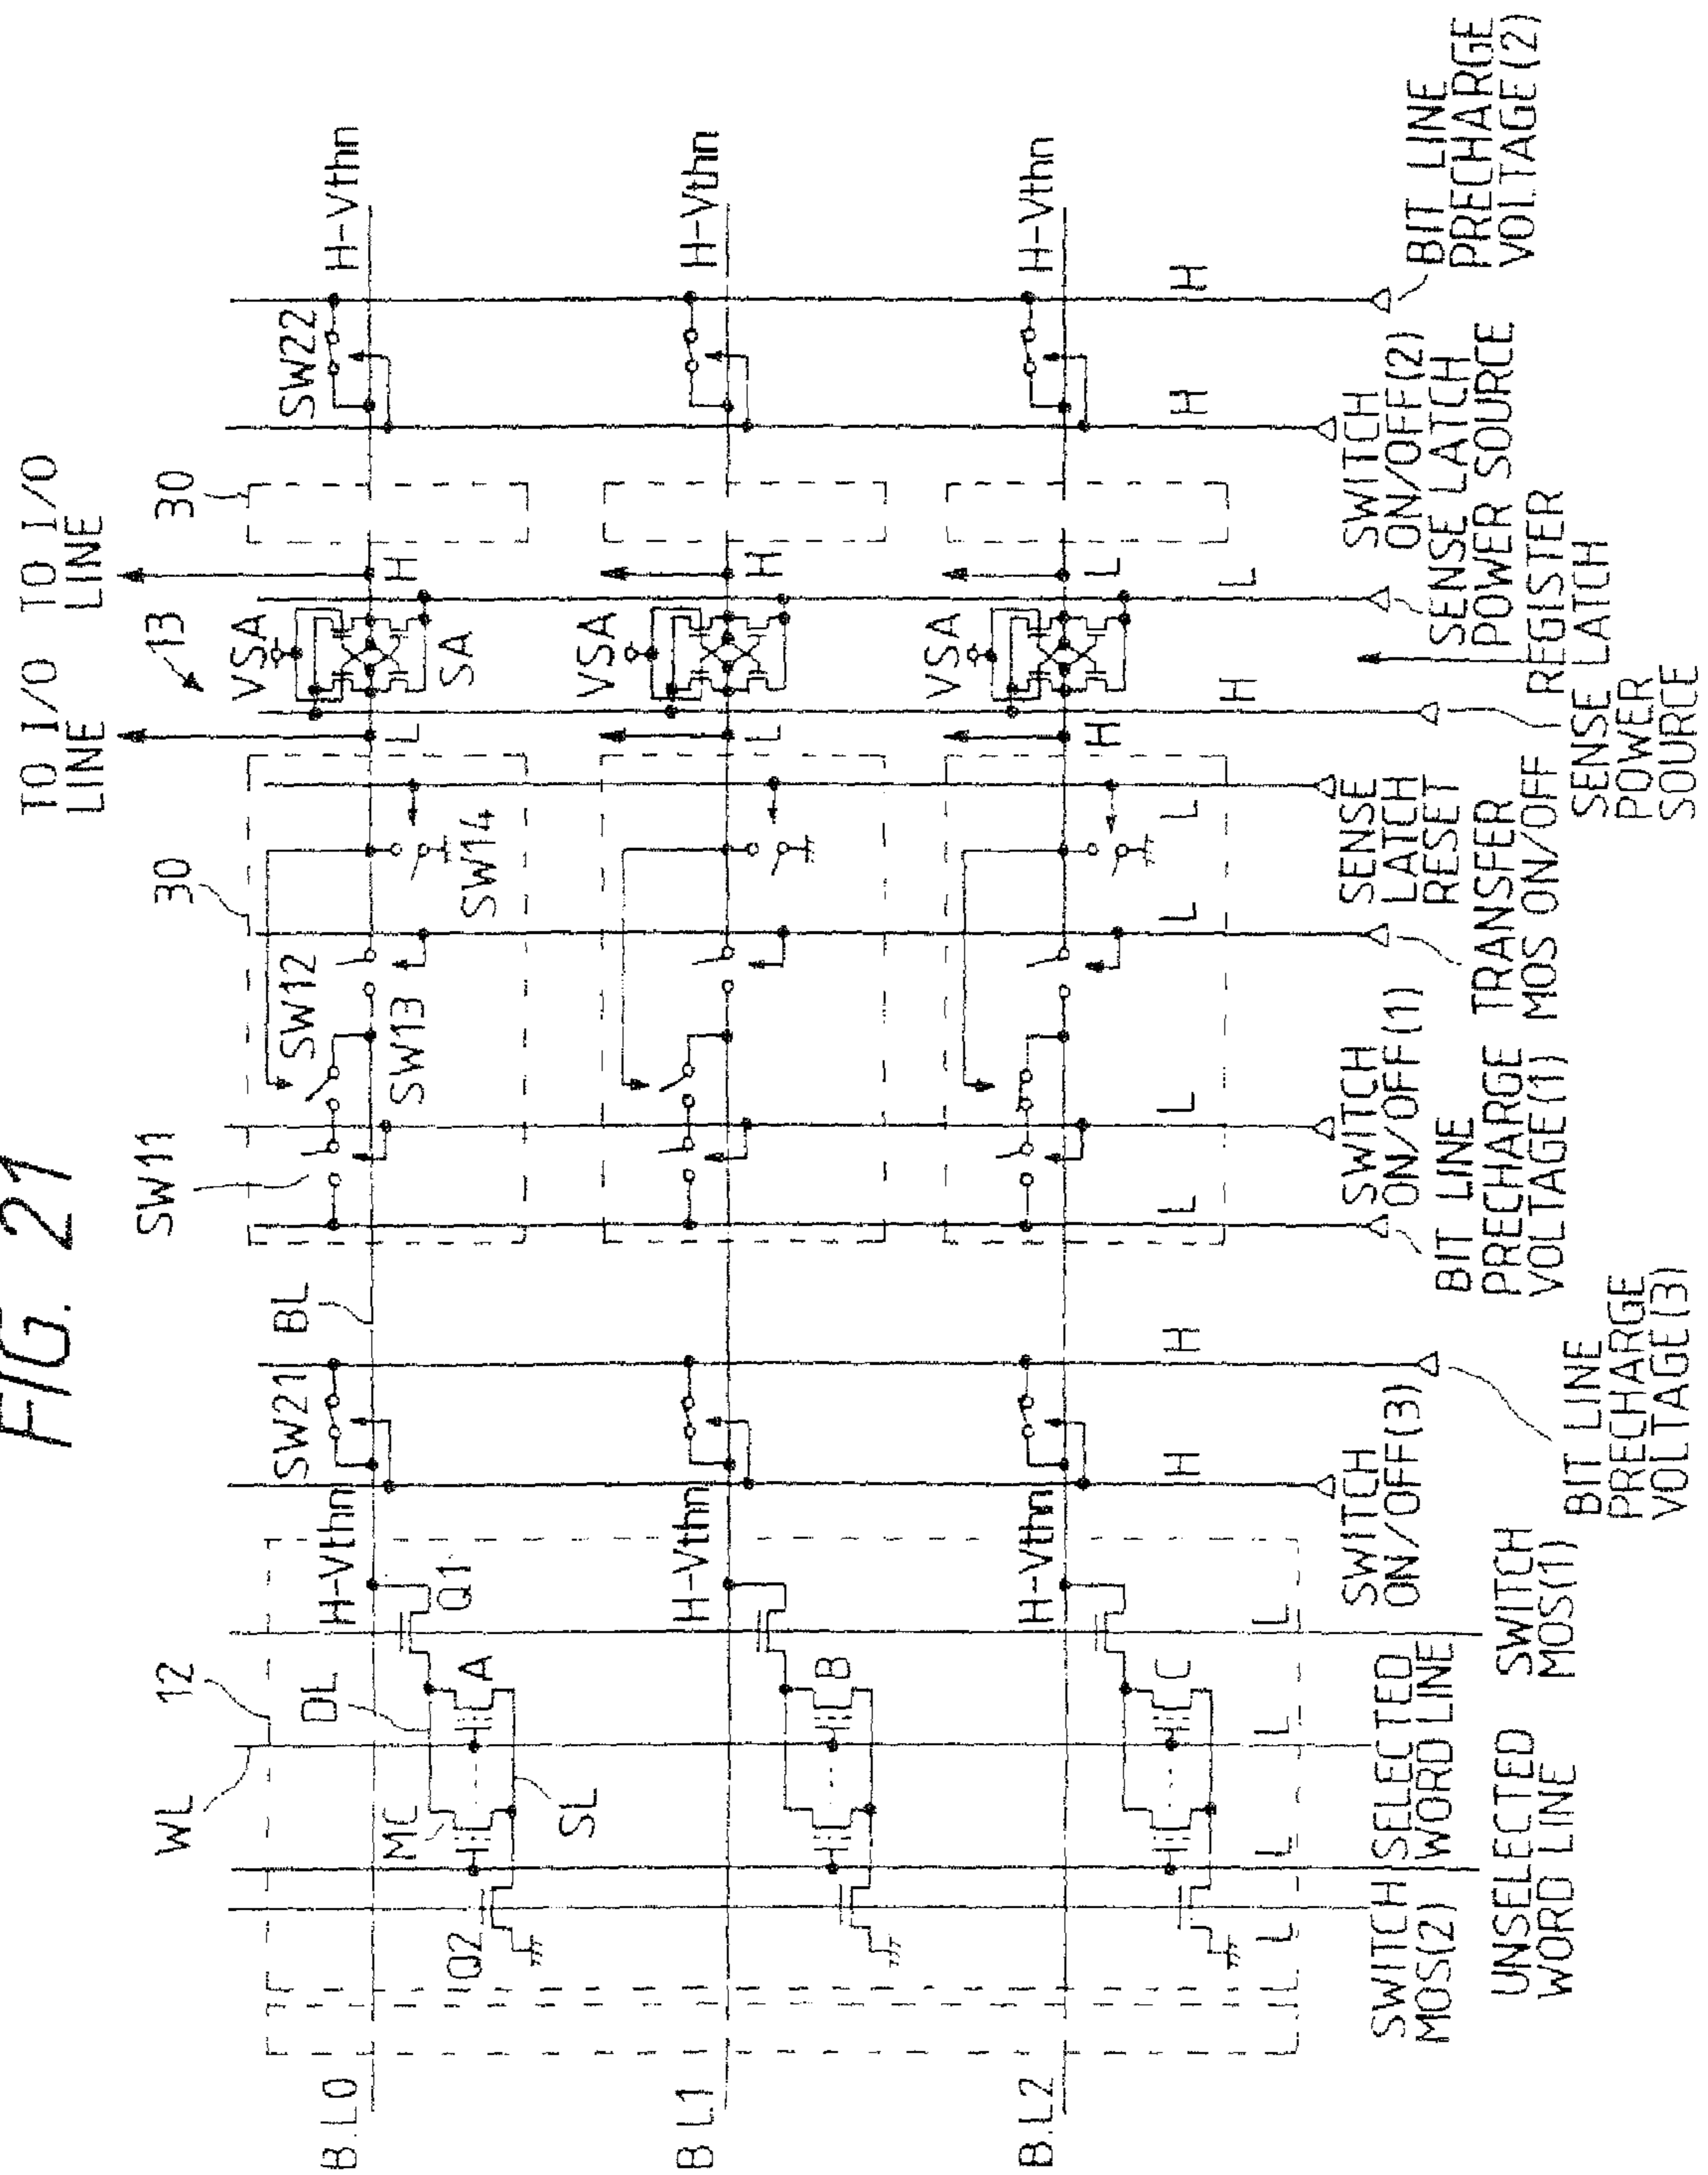 FIG. 21
TO I/O
LINE
TO I/O
LINE
13
30
30
SW11
12
WL
B.L0
DL
MC
A
Q1
Q2
SL
H-Vthn
SW21
BL
SW12
SW13
SW14
VSA
L
H
SA
SW22
H-Vthn
B.L1
B
H-Vthn
VSA
L
H
H-Vthn
B.L2
C
H-Vthn
VSA
H
L
H-Vthn
L
L
L
L
H
H
L
L
L
L
H
L
H
H
SWITCH
MOS(2)
UNSELECTED
WORD LINE
SELECTED
WORD LINE
SWITCH
MOS(1)
SWITCH
ON/OFF(3)
BIT LINE
PRECHARGE
VOLTAGE(3)
BIT LINE
PRECHARGE
VOLTAGE(1)
SWITCH
ON/OFF(1)
TRANSFER
MOS ON/OFF
SENSE
LATCH
RESET
SENSE LATCH
POWER
SOURCE
REGISTER
SENSE LATCH
POWER SOURCE
SWITCH
ON/OFF(2)
BIT LINE
PRECHARGE
VOLTAGE(2)